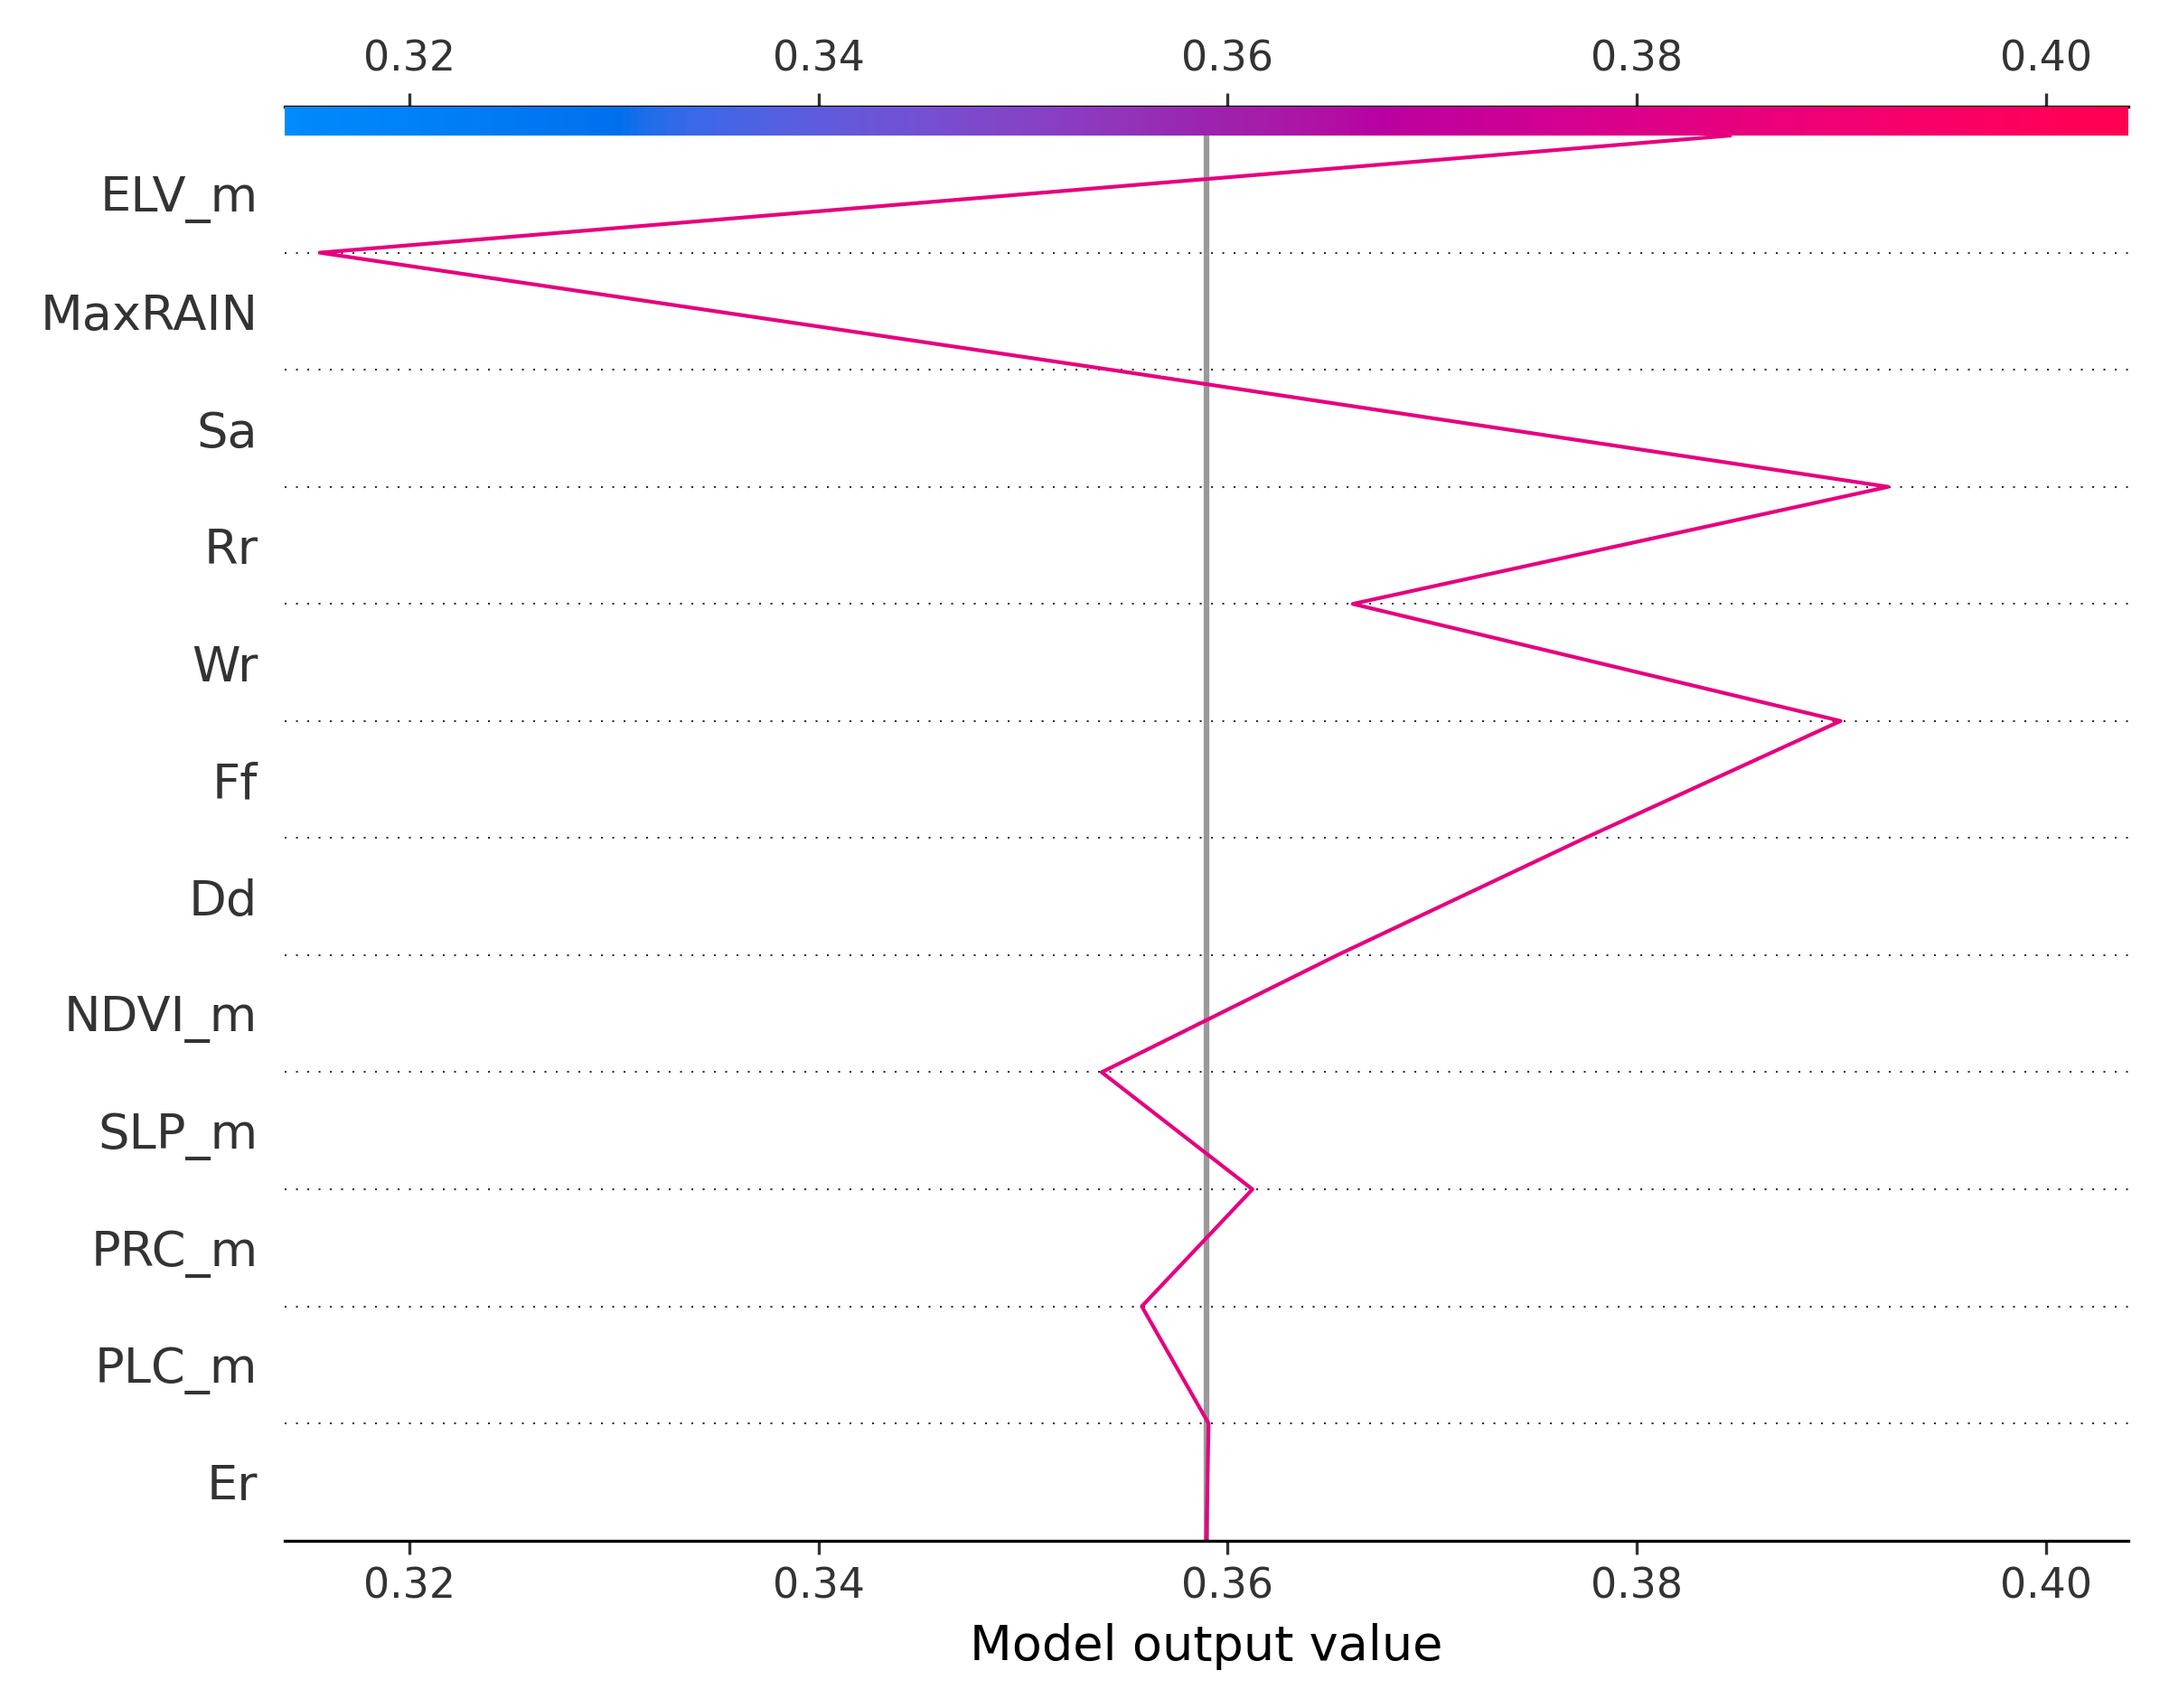 0.32 0.34 0.36 0.38 0.40
ELV_m
MaxRAIN
Sa
Rr
Wr
Ff
Dd
NDVI_m
SLP_m
PRC_m
PLC_m
Er
0.32 0.34 0.36 0.38 0.40
Model output value